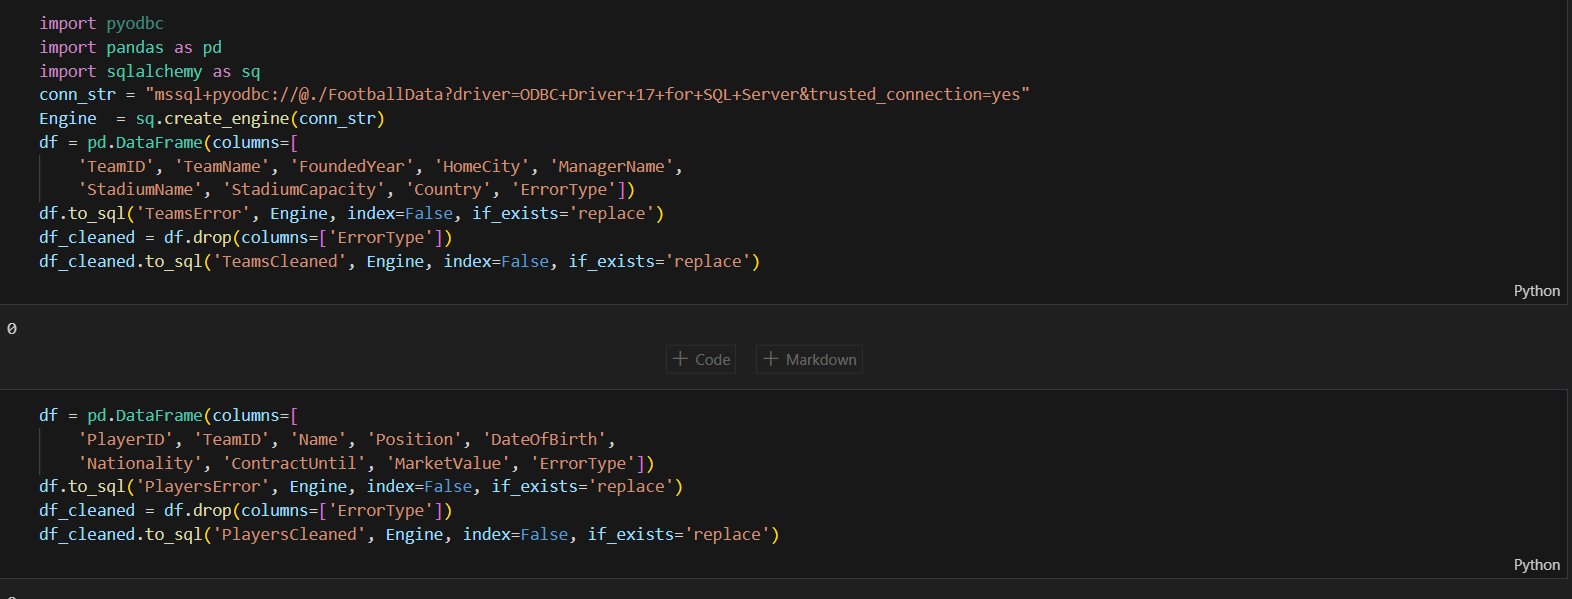 import pyodbc
import pandas as pd
import sqlalchemy as sq
conn_str = "mssql+pyodbc://@./FootballData?driver=ODBC+Driver+17+for+SQL+Server&trusted_connection=yes"
Engine  = sq.create_engine(conn_str)
df = pd.DataFrame(columns=[
    'TeamID', 'TeamName', 'FoundedYear', 'HomeCity', 'ManagerName',
    'StadiumName', 'StadiumCapacity', 'Country', 'ErrorType'])
df.to_sql('TeamsError', Engine, index=False, if_exists='replace')
df_cleaned = df.drop(columns=['ErrorType'])
df_cleaned.to_sql('TeamsCleaned', Engine, index=False, if_exists='replace')
Python
0
+ Code + Markdown
df = pd.DataFrame(columns=[
    'PlayerID', 'TeamID', 'Name', 'Position', 'DateOfBirth',
    'Nationality', 'ContractUntil', 'MarketValue', 'ErrorType'])
df.to_sql('PlayersError', Engine, index=False, if_exists='replace')
df_cleaned = df.drop(columns=['ErrorType'])
df_cleaned.to_sql('PlayersCleaned', Engine, index=False, if_exists='replace')
Python